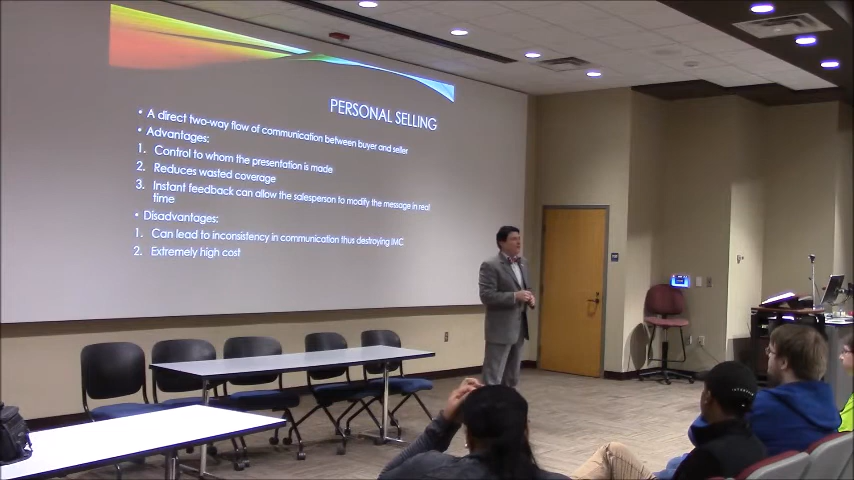 PERSONAL SELLING
• A direct two-way flow of communication between buyer and seller
• Advantages:
1. Control to whom the presentation is made
2. Reduces wasted coverage
3. Instant feedback can allow the salesperson to modify the message in real
time
• Disadvantages:
1. Can lead to inconsistency in communication thus destroying IMC
2. Extremely high cost